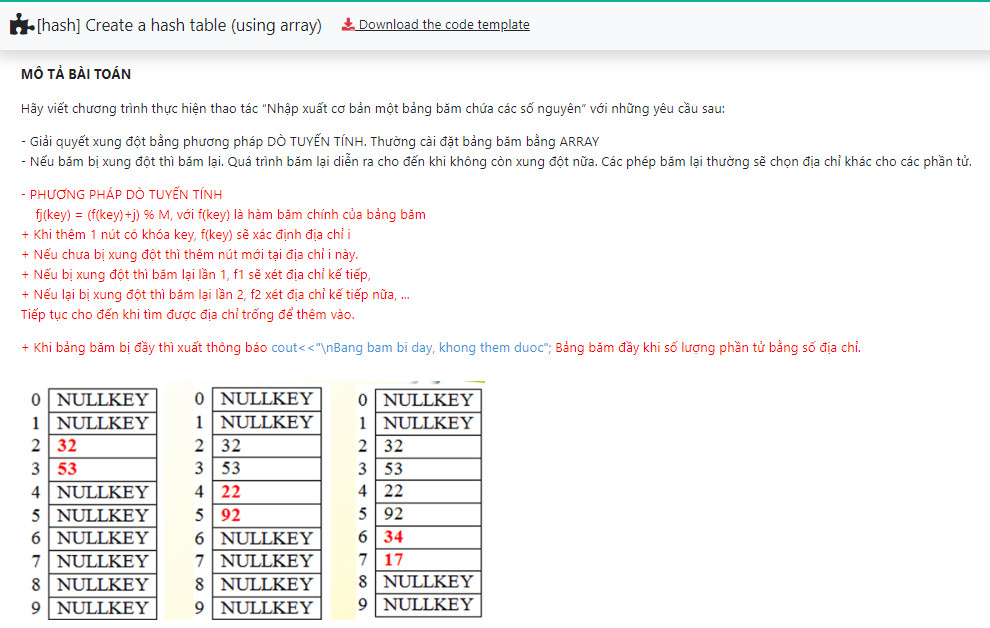 [hash] Create a hash table (using array) Download the code template
MÔ TẢ BÀI TOÁN
Hãy viết chương trình thực hiện thao tác “Nhập xuất cơ bản một bảng băm chứa các số nguyên” với những yêu cầu sau:
- Giải quyết xung đột bằng phương pháp DÒ TUYẾN TÍNH. Thường cài đặt bảng băm bằng ARRAY
- Nếu băm bị xung đột thì băm lại. Quá trình băm lại diễn ra cho đến khi không còn xung đột nữa. Các phép băm lại thường sẽ chọn địa chỉ khác cho các phần tử.
- PHƯƠNG PHÁP DÒ TUYẾN TÍNH
fj(key) = (f(key)+j) % M, với f(key) là hàm băm chính của bảng băm
+ Khi thêm 1 nút có khóa key, f(key) sẽ xác định địa chỉ i
+ Nếu chưa bị xung đột thì thêm nút mới tại địa chỉ i này.
+ Nếu bị xung đột thì băm lại lần 1, f1 sẽ xét địa chỉ kế tiếp,
+ Nếu lại bị xung đột thì băm lại lần 2, f2 xét địa chỉ kế tiếp nữa, ...
Tiếp tục cho đến khi tìm được địa chỉ trống để thêm vào.
+ Khi bảng băm bị đầy thì xuất thông báo cout<<"\nBang bam bi day, khong them duoc"; Bảng băm đầy khi số lượng phần tử bằng số địa chỉ.
0 NULLKEY 0 NULLKEY 0 NULLKEY
1 NULLKEY 1 NULLKEY 1 NULLKEY
2 32 2 32 2 32
3 53 3 53 3 53
4 NULLKEY 4 22 4 22
5 NULLKEY 5 92 5 92
6 NULLKEY 6 NULLKEY 6 34
7 NULLKEY 7 NULLKEY 7 17
8 NULLKEY 8 NULLKEY 8 NULLKEY
9 NULLKEY 9 NULLKEY 9 NULLKEY